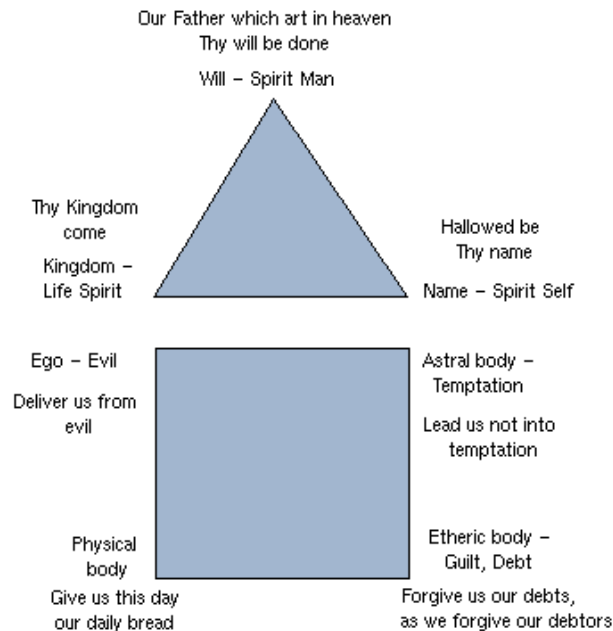 Our Father which art in heaven
Thy will be done
Will – Spirit Man
Thy Kingdom
come
Kingdom –
Life Spirit
Hallowed be
Thy name
Name – Spirit Self
Ego – Evil
Deliver us from
evil
Astral body –
Temptation
Lead us not into
temptation
Physical
body
Give us this day
our daily bread
Etheric body –
Guilt, Debt
Forgive us our debts,
as we forgive our debtors